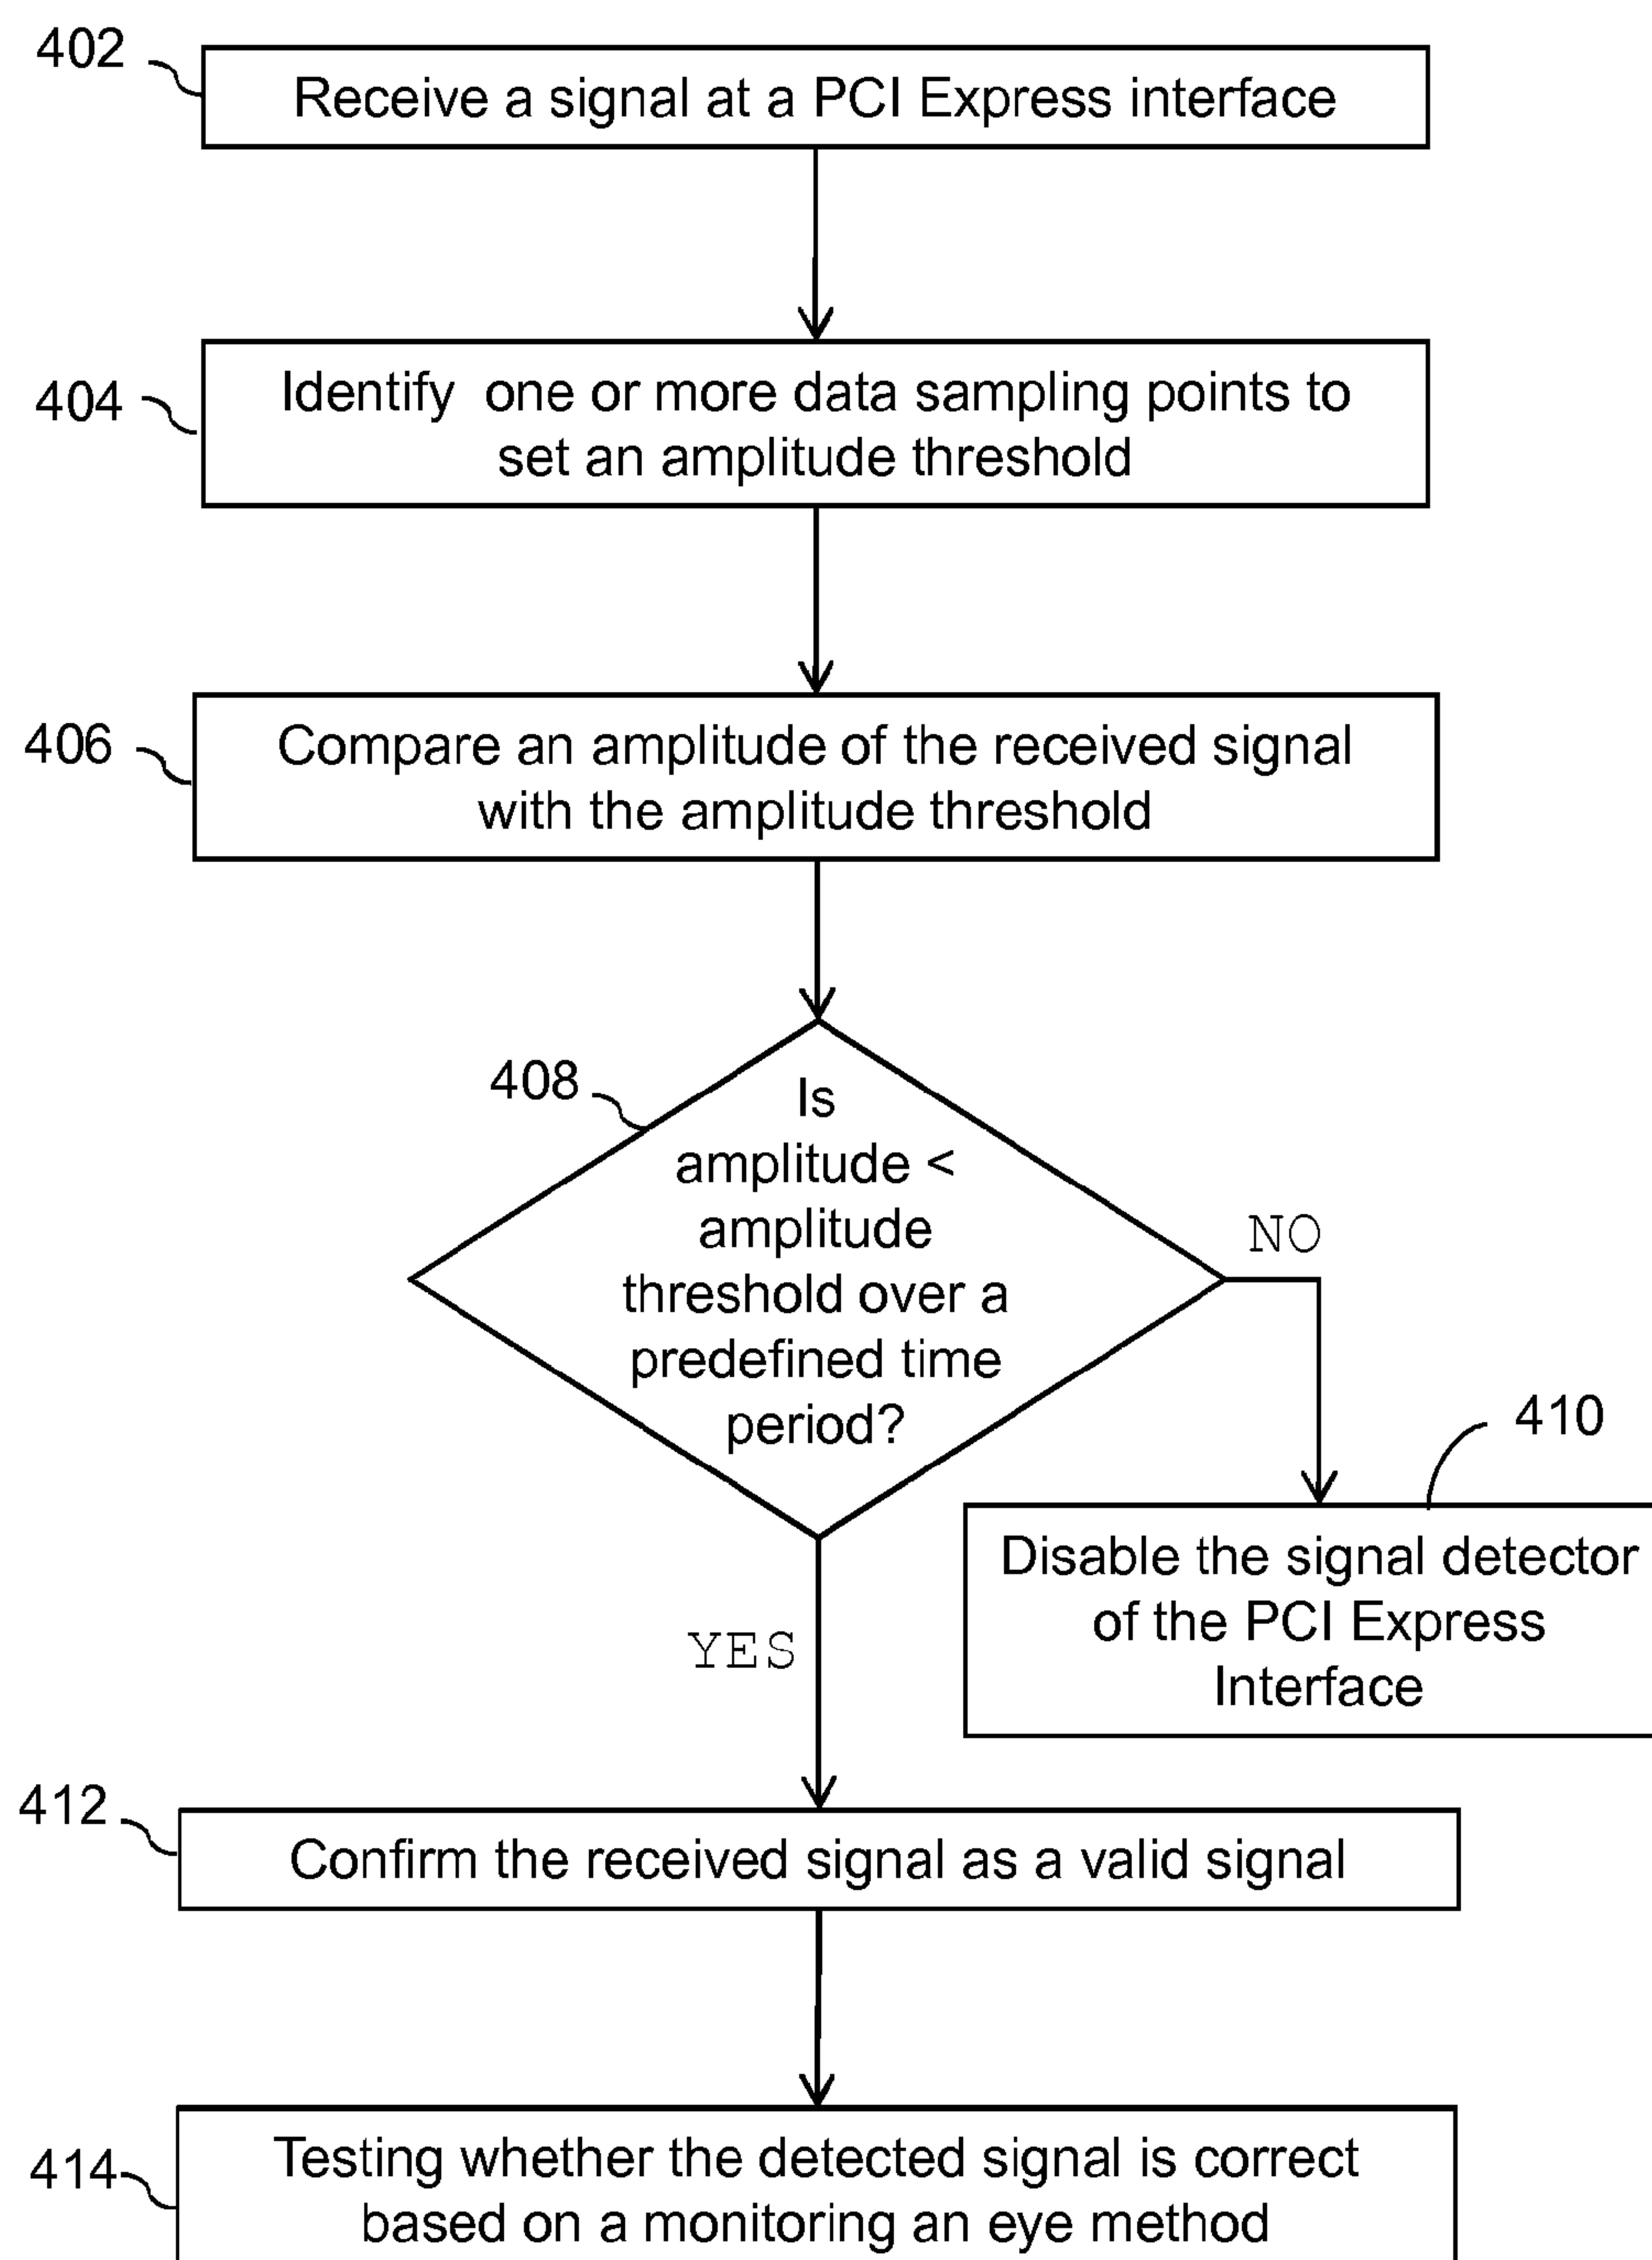 402
Receive a signal at a PCI Express interface
404
Identify one or more data sampling points to
set an amplitude threshold
406
Compare an amplitude of the received signal
with the amplitude threshold
408
Is
amplitude <
amplitude
threshold over a
predefined time
period?
NO
410
Disable the signal detector
of the PCI Express
Interface
YES
412
Confirm the received signal as a valid signal
414
Testing whether the detected signal is correct
based on a monitoring an eye method